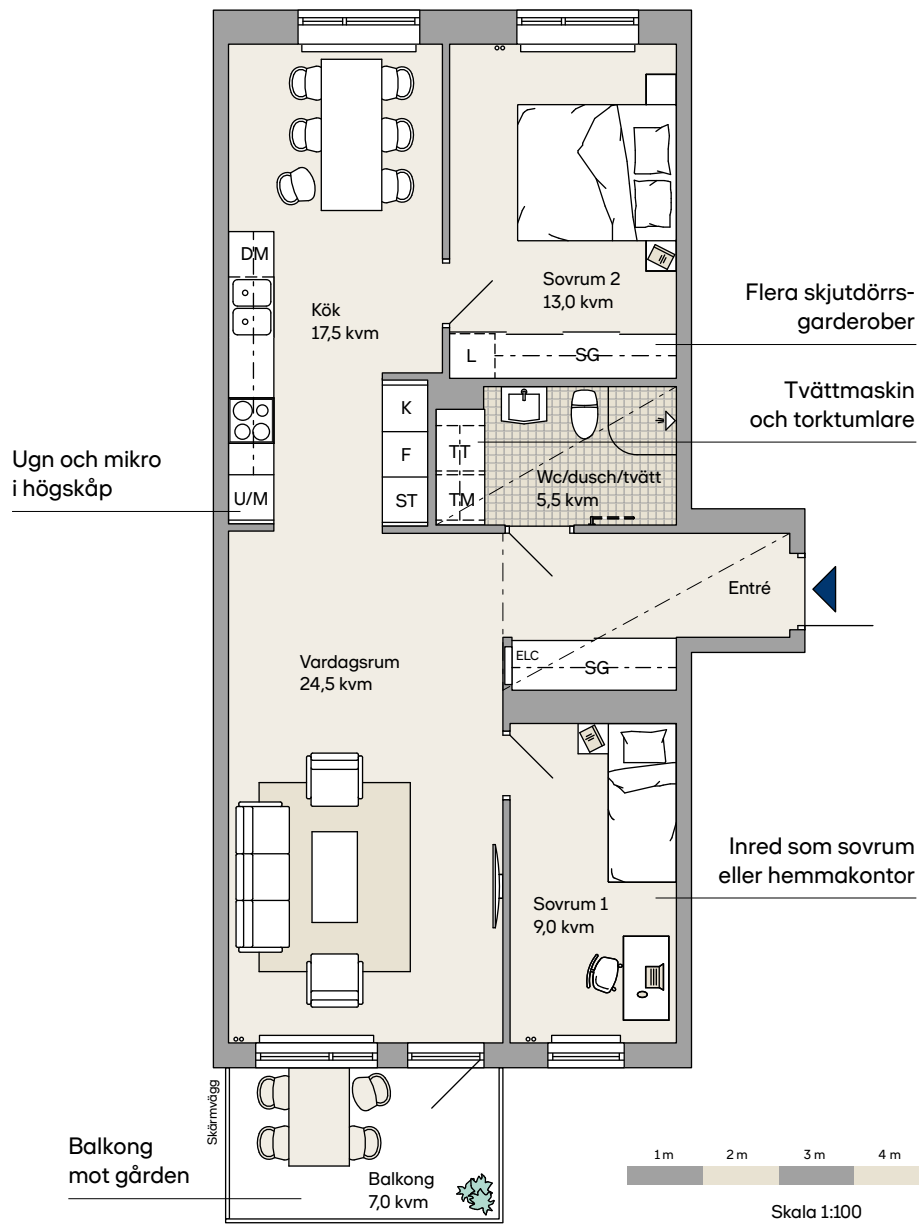 DM
Kök
17,5 kvm
Sovrum 2
13,0 kvm
Flera skjutdörrs-
garderober
L
SG
Tvättmaskin
och torktumlare
K
F
ST
TT
TM
Wc/dusch/tvätt
5,5 kvm
Ugn och mikro
i högskåp
U/M
Entré
ELC
SG
Vardagsrum
24,5 kvm
Inred som sovrum
eller hemmakontor
Sovrum 1
9,0 kvm
Skärmvägg
Balkong
mot gården
Balkong
7,0 kvm
1 m
2 m
3 m
4 m
Skala 1:100